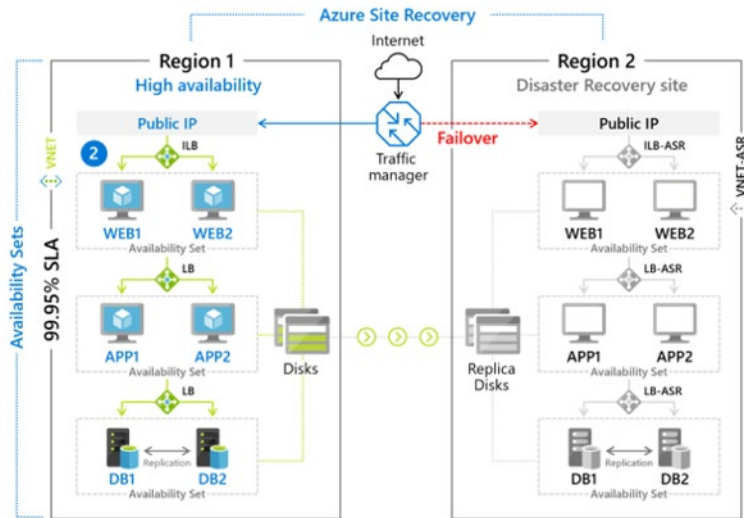 Azure Site Recovery
Internet
Region 1
High availability
Region 2
Disaster Recovery site
Public IP
Traffic
manager
Failover
Public IP
Availability Sets
99.95% SLA
VNET
2
ILB
WEB1
WEB2
Availability Set
LB
APP1
APP2
Availability Set
LB
DB1
Replication
DB2
Availability Set
Disks
Replica
Disks
ILB-ASR
VNET-ASR
WEB1
WEB2
Availability Set
LB-ASR
APP1
APP2
Availability Set
LB-ASR
DB1
Replication
DB2
Availability Set